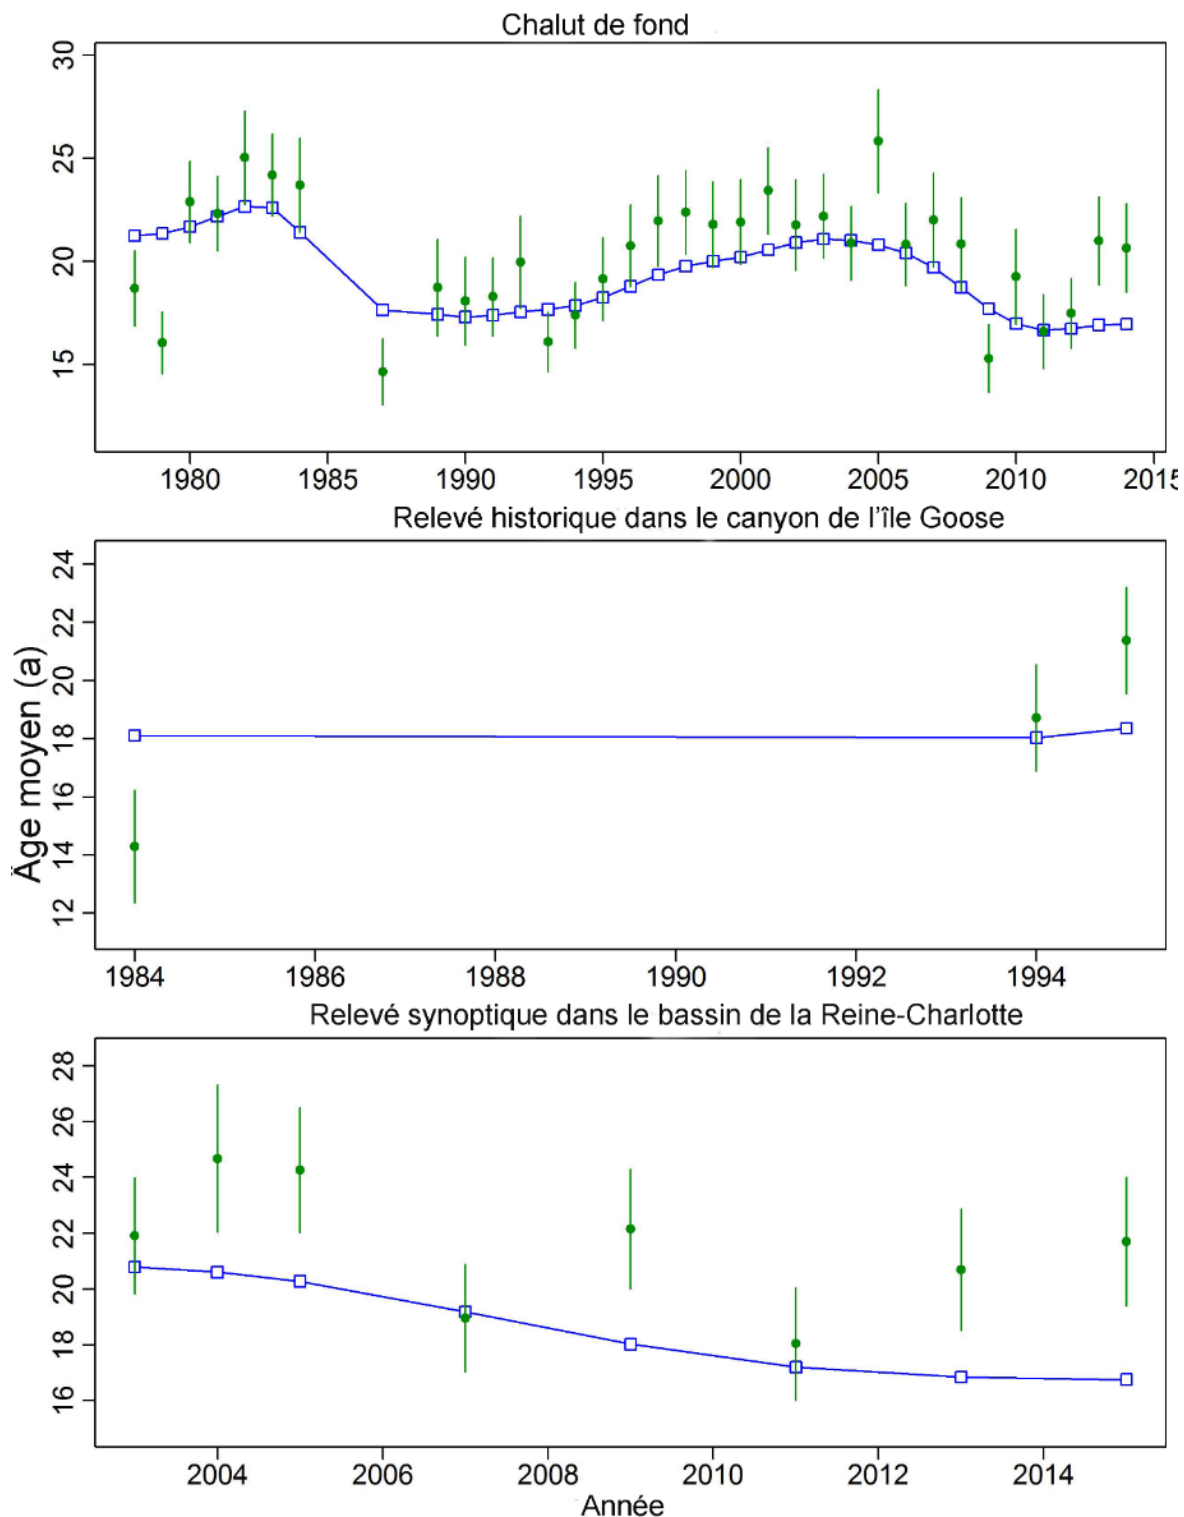 Chalut de fond
30
25
20
15
1980 1985 1990 1995 2000 2005 2010 2015
Relevé historique dans le canyon de l'île Goose
Äge moyen (a)
24
22
20
18
16
14
12
1984 1986 1988 1990 1992 1994
Relevé synoptique dans le bassin de la Reine-Charlotte
28
26
24
22
20
18
16
2004 2006 2008 2010 2012 2014
Année